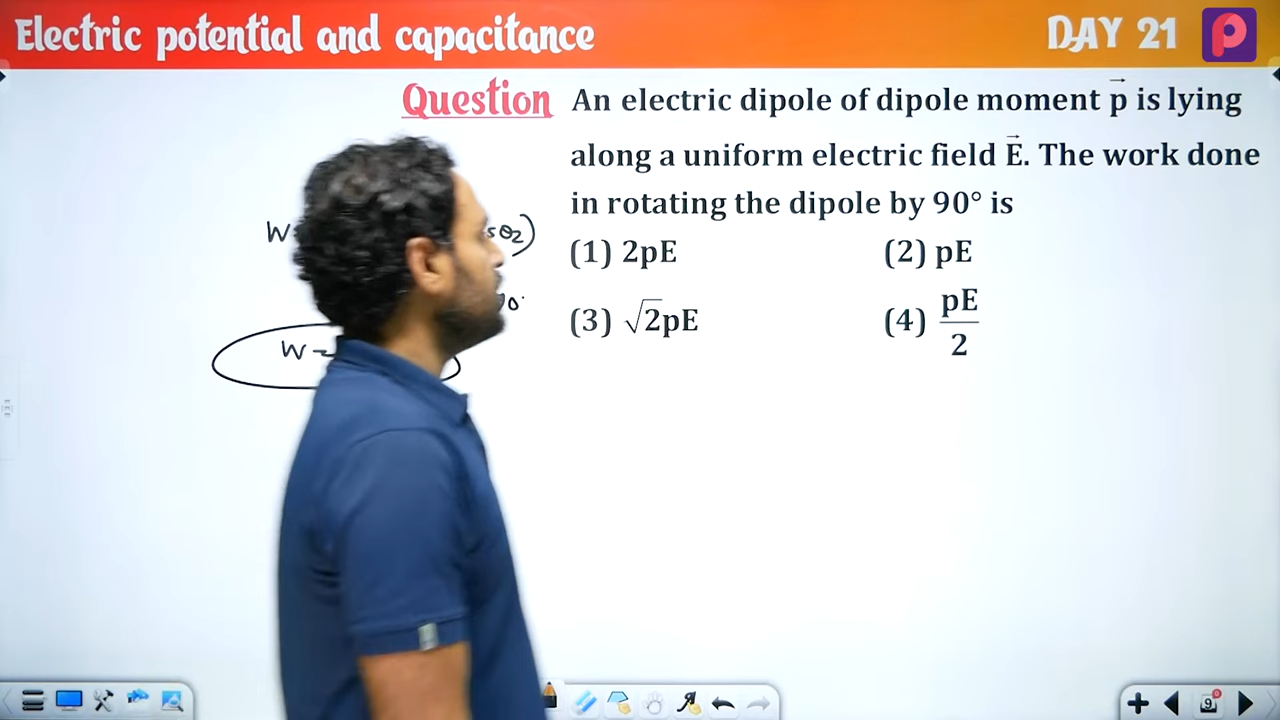 Electric potential and capacitance
DAY 21
Question An electric dipole of dipole moment p⃗ is lying
along a uniform electric field E⃗. The work done
in rotating the dipole by 90° is
(1) 2pE (2) pE
(3) √2pE (4) pE/2
W
θ₂)
W
9